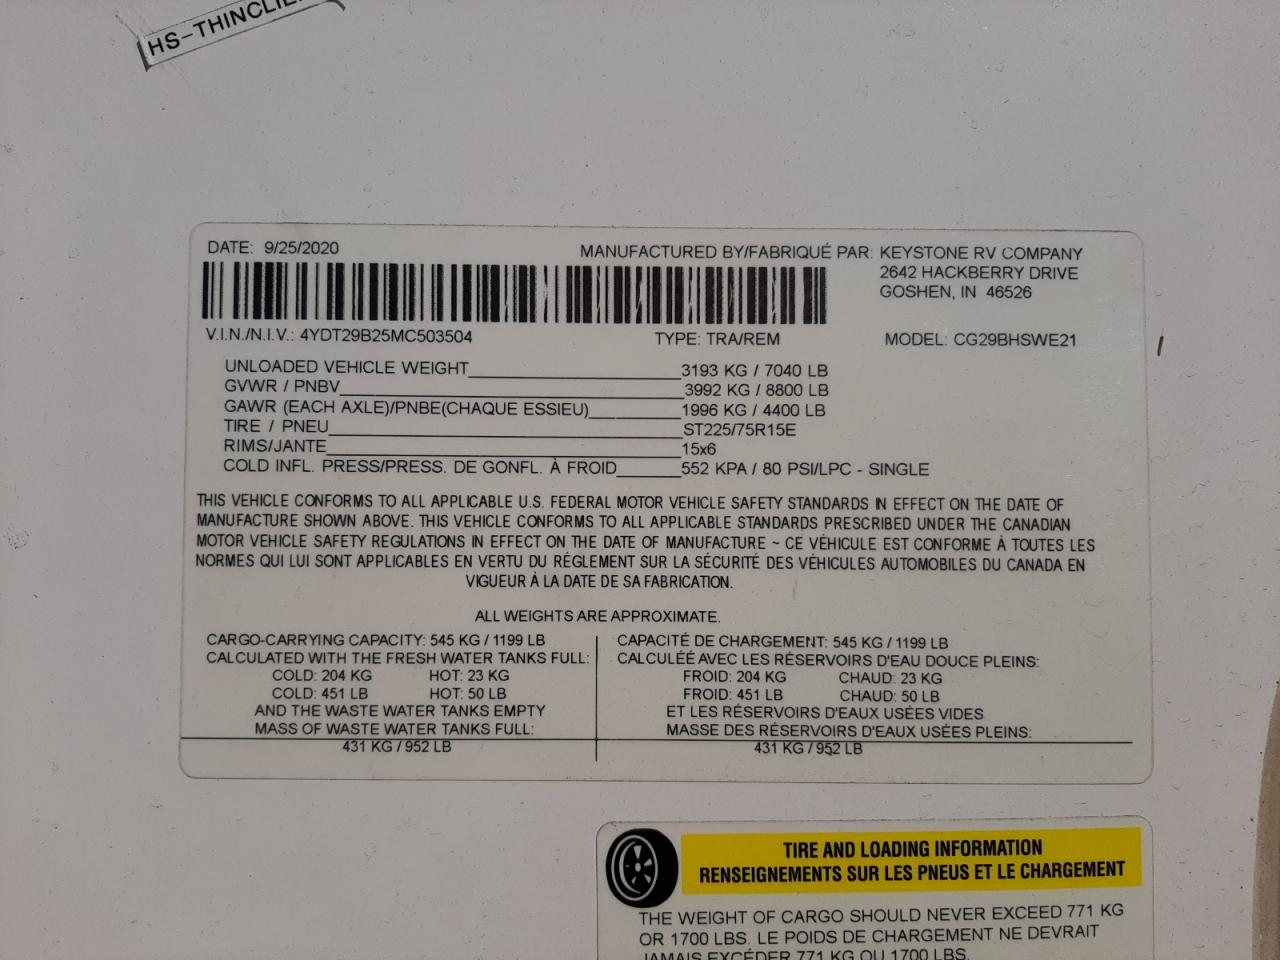 HS-THINCLIE
DATE: 9/25/2020
MANUFACTURED BY/FABRIQUÉ PAR: KEYSTONE RV COMPANY
2642 HACKBERRY DRIVE
GOSHEN, IN 46526
V.I.N./N.I.V.: 4YDT29B25MC503504 TYPE: TRA/REM MODEL: CG29BHSWE21
UNLOADED VEHICLE WEIGHT 3193 KG / 7040 LB
GVWR / PNBV 3992 KG / 8800 LB
GAWR (EACH AXLE)/PNBE(CHAQUE ESSIEU) 1996 KG / 4400 LB
TIRE / PNEU ST225/75R15E
RIMS/JANTE 15x6
COLD INFL. PRESS/PRESS. DE GONFL. À FROID 552 KPA / 80 PSI/LPC - SINGLE
THIS VEHICLE CONFORMS TO ALL APPLICABLE U.S. FEDERAL MOTOR VEHICLE SAFETY STANDARDS IN EFFECT ON THE DATE OF
MANUFACTURE SHOWN ABOVE. THIS VEHICLE CONFORMS TO ALL APPLICABLE STANDARDS PRESCRIBED UNDER THE CANADIAN
MOTOR VEHICLE SAFETY REGULATIONS IN EFFECT ON THE DATE OF MANUFACTURE ~ CE VÉHICULE EST CONFORME À TOUTES LES
NORMES QUI LUI SONT APPLICABLES EN VERTU DU RÉGLEMENT SUR LA SÉCURITÉ DES VÉHICULES AUTOMOBILES DU CANADA EN
VIGUEUR À LA DATE DE SA FABRICATION.
ALL WEIGHTS ARE APPROXIMATE.
CARGO-CARRYING CAPACITY: 545 KG / 1199 LB
CALCULATED WITH THE FRESH WATER TANKS FULL:
COLD: 204 KG HOT: 23 KG
COLD: 451 LB HOT: 50 LB
AND THE WASTE WATER TANKS EMPTY
MASS OF WASTE WATER TANKS FULL:
431 KG / 952 LB
CAPACITÉ DE CHARGEMENT: 545 KG / 1199 LB
CALCULÉE AVEC LES RÉSERVOIRS D'EAU DOUCE PLEINS:
FROID: 204 KG CHAUD: 23 KG
FROID: 451 LB CHAUD: 50 LB
ET LES RÉSERVOIRS D'EAUX USÉES VIDES
MASSE DES RÉSERVOIRS D'EAUX USÉES PLEINS:
431 KG / 952 LB
TIRE AND LOADING INFORMATION
RENSEIGNEMENTS SUR LES PNEUS ET LE CHARGEMENT
THE WEIGHT OF CARGO SHOULD NEVER EXCEED 771 KG
OR 1700 LBS. LE POIDS DE CHARGEMENT NE DEVRAIT
JAMAIS EXCÉDER 771 KG OU 1700 LBS.